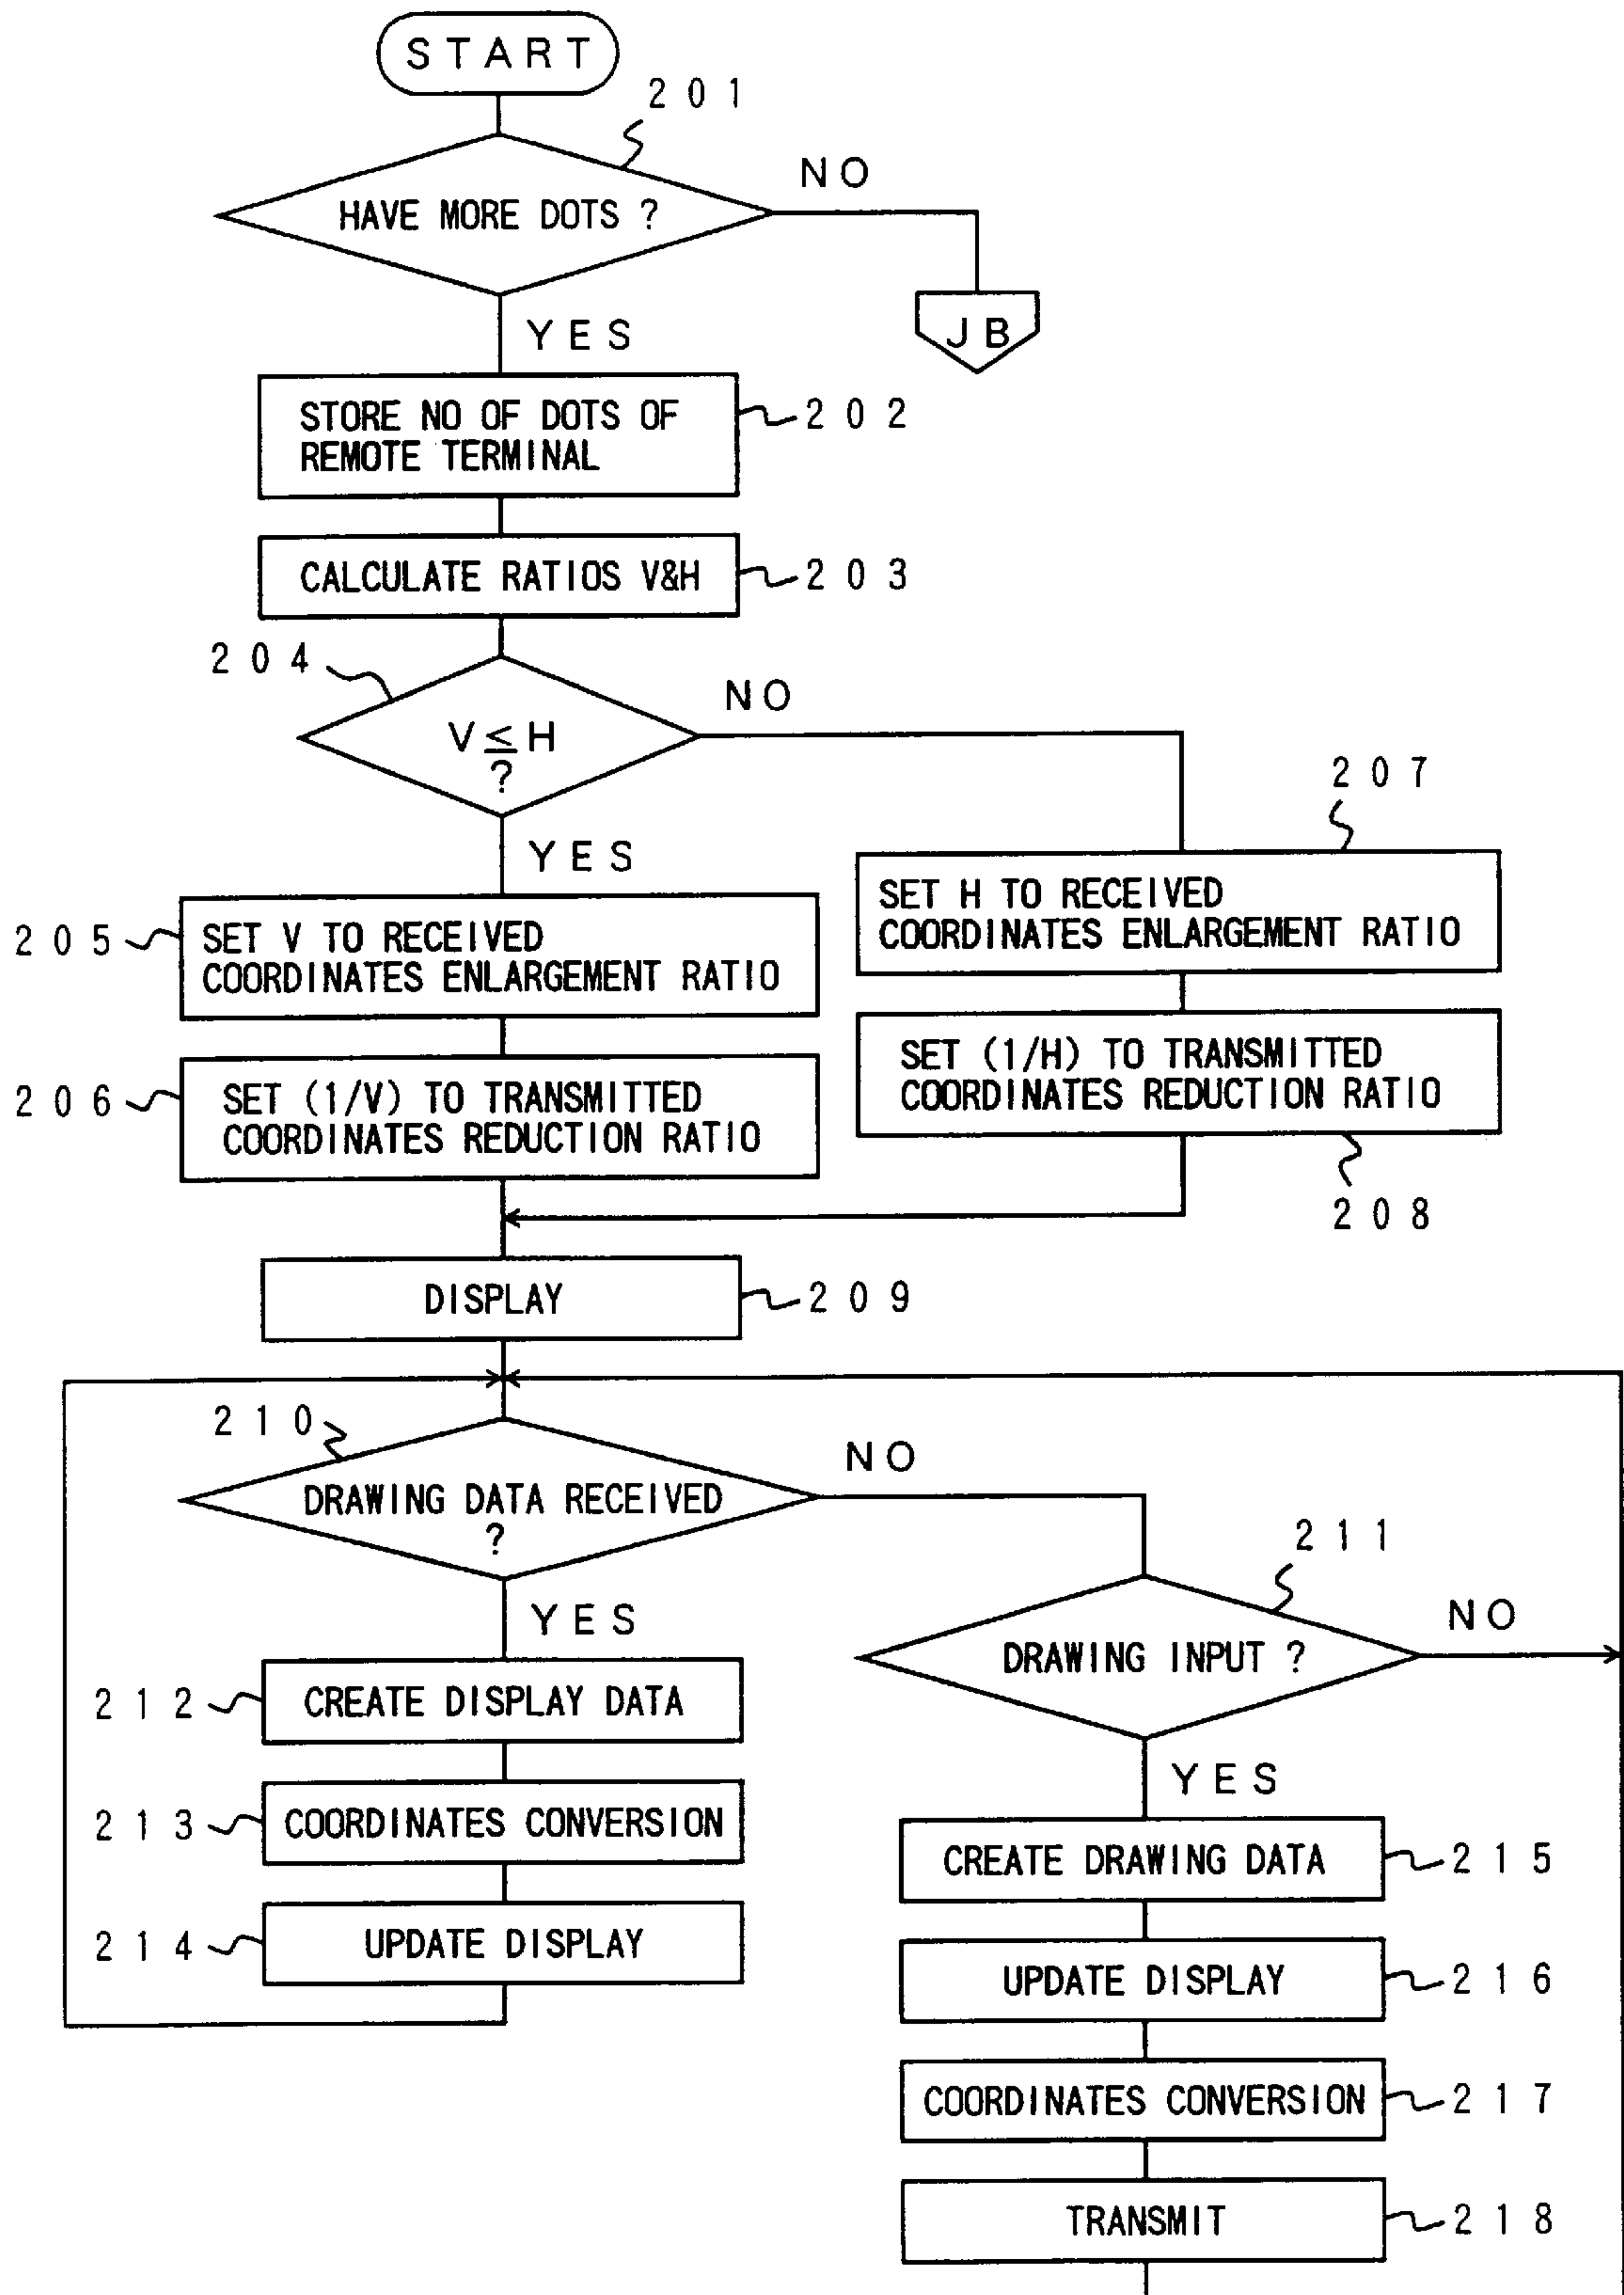 START
201
HAVE MORE DOTS ?
NO
JB
YES
STORE NO OF DOTS OF
REMOTE TERMINAL
202
CALCULATE RATIOS V&H
203
204
V ≤ H
?
NO
YES
207
205
SET V TO RECEIVED
COORDINATES ENLARGEMENT RATIO
SET H TO RECEIVED
COORDINATES ENLARGEMENT RATIO
206
SET (1/V) TO TRANSMITTED
COORDINATES REDUCTION RATIO
SET (1/H) TO TRANSMITTED
COORDINATES REDUCTION RATIO
208
DISPLAY
209
210
DRAWING DATA RECEIVED
?
NO
YES
211
DRAWING INPUT ?
NO
YES
212
CREATE DISPLAY DATA
213
COORDINATES CONVERSION
214
UPDATE DISPLAY
CREATE DRAWING DATA
215
UPDATE DISPLAY
216
COORDINATES CONVERSION
217
TRANSMIT
218